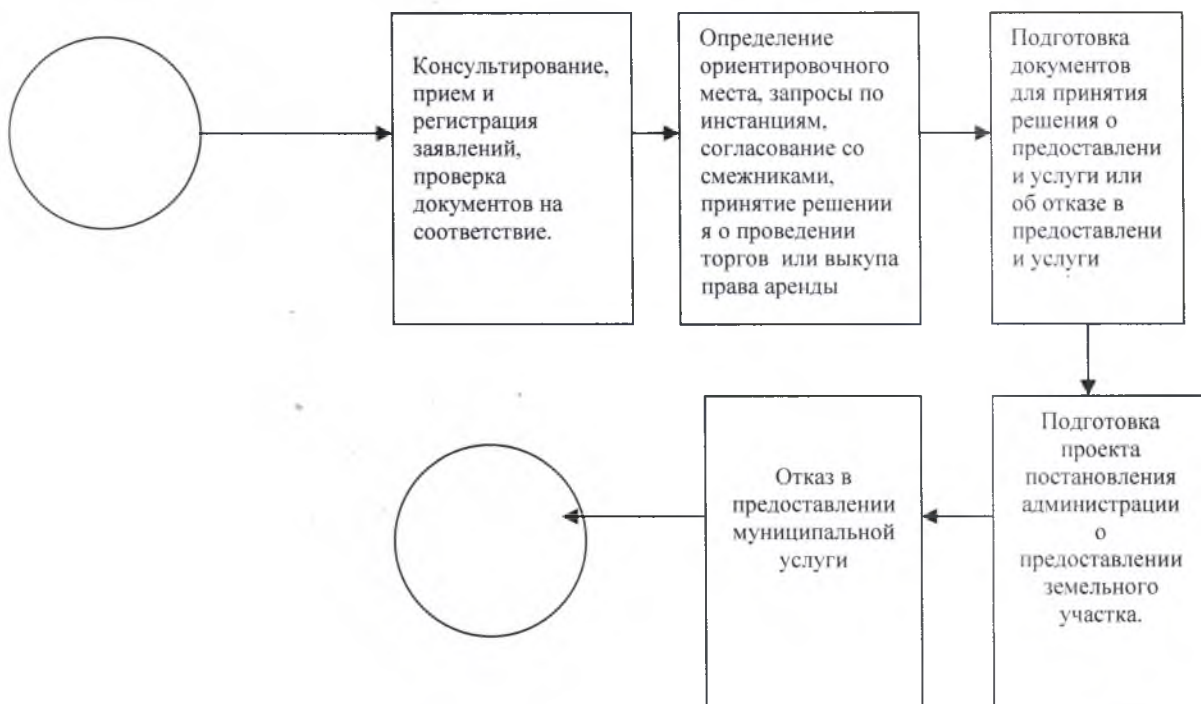 Консультирование,
прием и
регистрация
заявлений,
проверка
документов на
соответствие.
Определение
ориентировочного
места, запросы по
инстанциям,
согласование со
смежниками,
принятие решении
я о проведении
торгов или выкупа
права аренды
Подготовка
документов
для принятия
решения о
предоставлени
и услуги или
об отказе в
предоставлени
и услуги
Подготовка
проекта
постановления
администрации
о
предоставлении
земельного
участка.
Отказ в
предоставлении
муниципальной
услуги